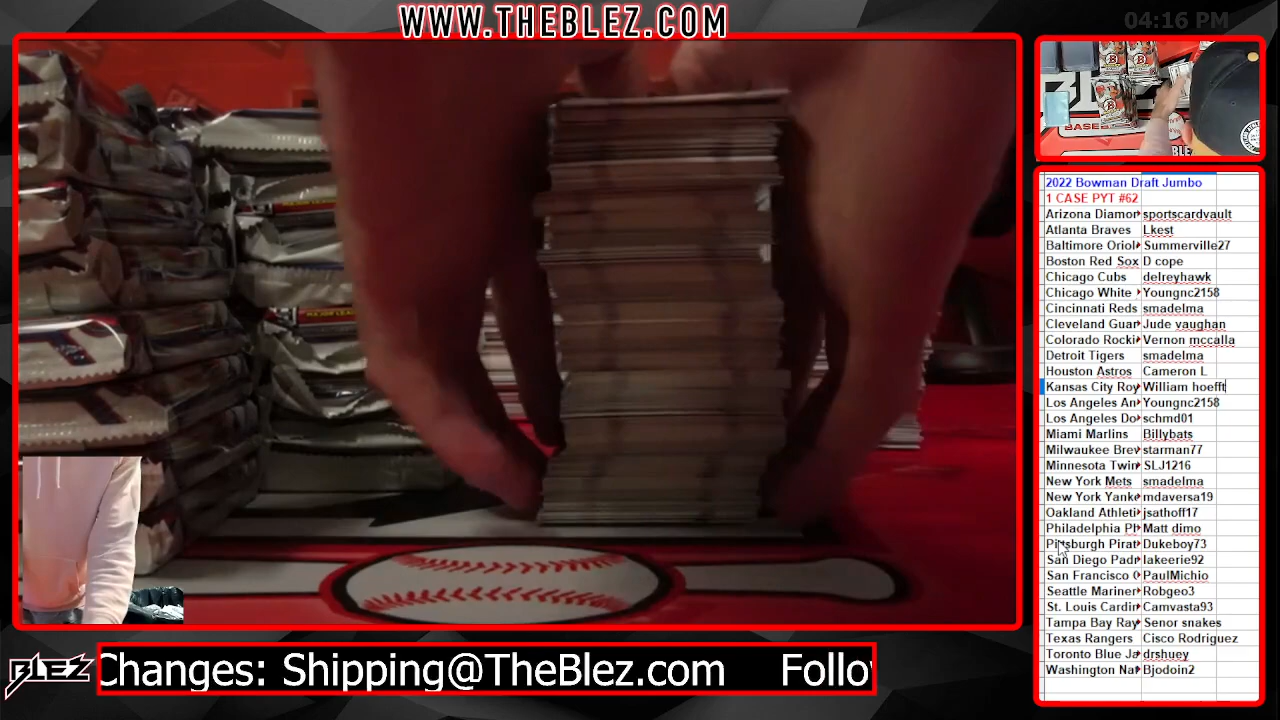 WWW.THEBLEZ.COM
04:16 PM
2022 Bowman Draft Jumbo
1 CASE PYT #62
Arizona Diamon sportscardvault
Atlanta Braves Lkest
Baltimore Oriol Summerville27
Boston Red Sox D cope
Chicago Cubs delreyhawk
Chicago White Youngnc2158
Cincinnati Reds smadelma
Cleveland Guar Jude vaughan
Colorado Rocki Vernon mccalla
Detroit Tigers smadelma
Houston Astros Cameron L
Kansas City Roy William hoefft
Los Angeles An Youngnc2158
Los Angeles Do schmd01
Miami Marlins Billybats
Milwaukee Brew starman77
Minnesota Twin SLJ1216
New York Mets smadelma
New York Yanke mdaversa19
Oakland Athleti jsathoff17
Philadelphia Ph Matt dimo
Pittsburgh Pirat Dukeboy73
San Diego Padr lakeerie92
San Francisco G PaulMichio
Seattle Mariner Robgeo3
St. Louis Cardin Camvasta93
Tampa Bay Ray Senor snakes
Texas Rangers Cisco Rodriguez
Toronto Blue Ja drshuey
Washington Nat Bjodoin2
BLEZ
Changes: Shipping@TheBlez.com Follo